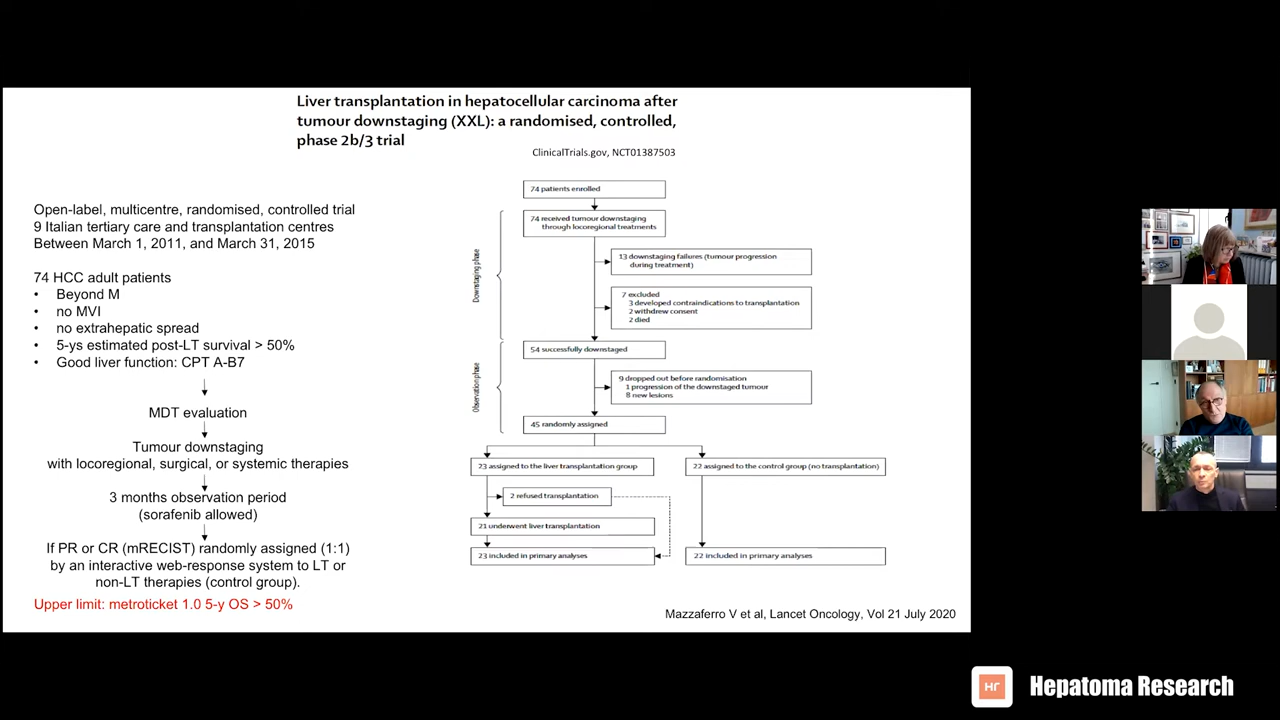 Liver transplantation in hepatocellular carcinoma after
tumour downstaging (XXL): a randomised, controlled,
phase 2b/3 trial
ClinicalTrials.gov, NCT01387503
Open-label, multicentre, randomised, controlled trial
9 Italian tertiary care and transplantation centres
Between March 1, 2011, and March 31, 2015
74 HCC adult patients
• Beyond M
• no MVI
• no extrahepatic spread
• 5-ys estimated post-LT survival > 50%
• Good liver function: CPT A-B7
MDT evaluation
Tumour downstaging
with locoregional, surgical, or systemic therapies
3 months observation period
(sorafenib allowed)
If PR or CR (mRECIST) randomly assigned (1:1)
by an interactive web-response system to LT or
non-LT therapies (control group).
Upper limit: metroticket 1.0 5-y OS > 50%
74 patients enrolled
Downstaging phase
74 received tumour downstaging
through locoregional treatments
13 downstaging failures (tumour progression
during treatment)
7 excluded
3 developed contraindications to transplantation
2 withdrew consent
2 died
54 successfully downstaged
Observation phase
9 dropped out before randomisation
1 progression of the downstaged tumour
8 new lesions
45 randomly assigned
23 assigned to the liver transplantation group
22 assigned to the control group (no transplantation)
2 refused transplantation
21 underwent liver transplantation
23 included in primary analyses
22 included in primary analyses
Mazzaferro V et al, Lancet Oncology, Vol 21 July 2020
Hepatoma Research